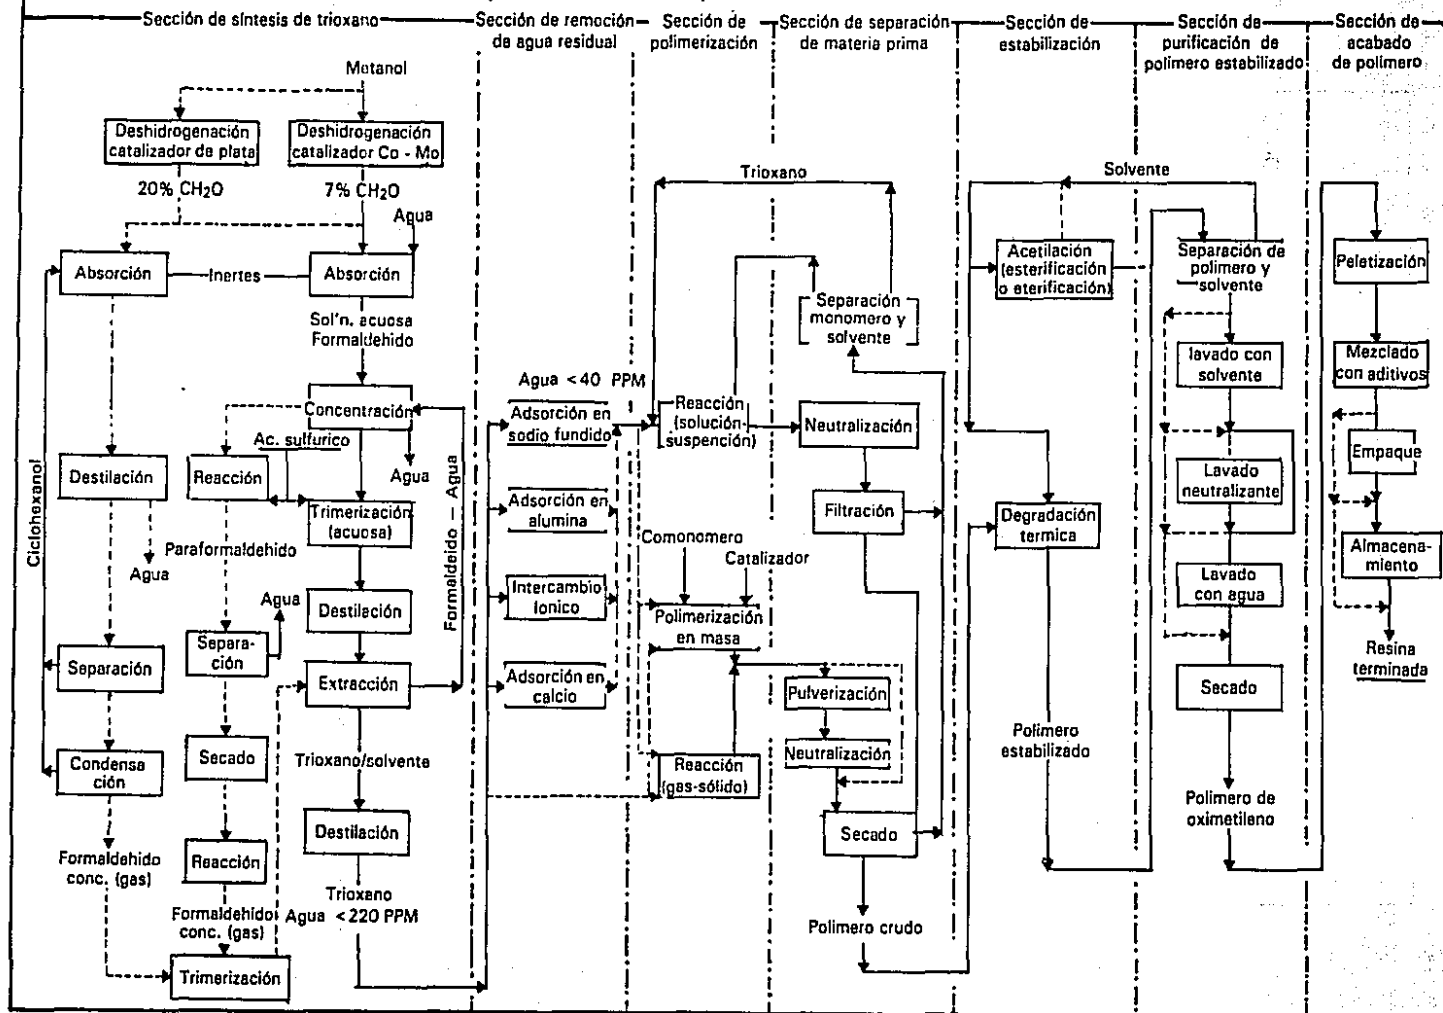 Sección de síntesis de trioxano
Sección de remoción
de agua residual
Sección de
polimerización
Sección de separación
de materia prima
Sección de
estabilización
Sección de
purificación de
polimero estabilizado
Sección de
acabado
de polimero
Metanol
Deshidrogenación
catalizador de plata
Deshidrogenación
catalizador Co - Mo
20% CH₂O
7% CH₂O
Agua
Absorción
Inertes
Absorción
Sol'n. acuosa
Formaldehido
Concentración
Ac. sulfurico
Agua
Destilación
Reacción
Trimerización
(acuosa)
Ciclohexanol
Agua
Paraformaldehido
Agua
Destilación
Formaldeido — Agua
Separación
Separa-
ción
Extracción
Condensa
ción
Secado
Trioxano/solvente
Destilación
Formaldehido
conc. (gas)
Reacción
Trioxano
Agua < 220 PPM
Formaldehido
conc. (gas)
Trimerización
Agua < 40 PPM
Adsorción en
sodio fundido
Adsorción en
alumina
Intercambio
Ionico
Adsorción en
calcio
Trioxano
Reacción
(solución-
suspención)
Comonomero
Catalizador
Polimerización
en masa
Reacción
(gas-sólido)
Separación
monomero y
solvente
Neutralización
Filtración
Pulverización
Neutralización
Secado
Polimero crudo
Solvente
Acetilación
(esterificación
o eterificación)
Degradación
termica
Polimero
estabilizado
Separación de
polimero y
solvente
lavado con
solvente
Lavado
neutralizante
Lavado
con agua
Secado
Polimero de
oximetileno
Peletización
Mezclado
con aditivos
Empaque
Almacena-
miento
Resina
terminada